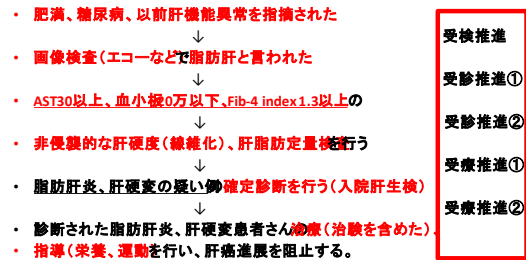 ・ 肥満、糖尿病、以前肝機能異常を指摘された
↓
・ 画像検査(エコーなどで脂肪肝と言われた
↓
・ AST30以上、血小板20万以下、Fib-4 index1.3以上の
↓
・ 非侵襲的な肝硬度(線維化)、肝脂肪定量検査を行う
↓
・ 脂肪肝炎、肝硬変の疑い例の確定診断を行う(入院肝生検)
↓
・ 診断された脂肪肝炎、肝硬変患者さんの治療(治験を含めた)、
・ 指導(栄養、運動を行い、肝癌進展を阻止する。
受検推進
受診推進①
受診推進②
受療推進①
受療推進②